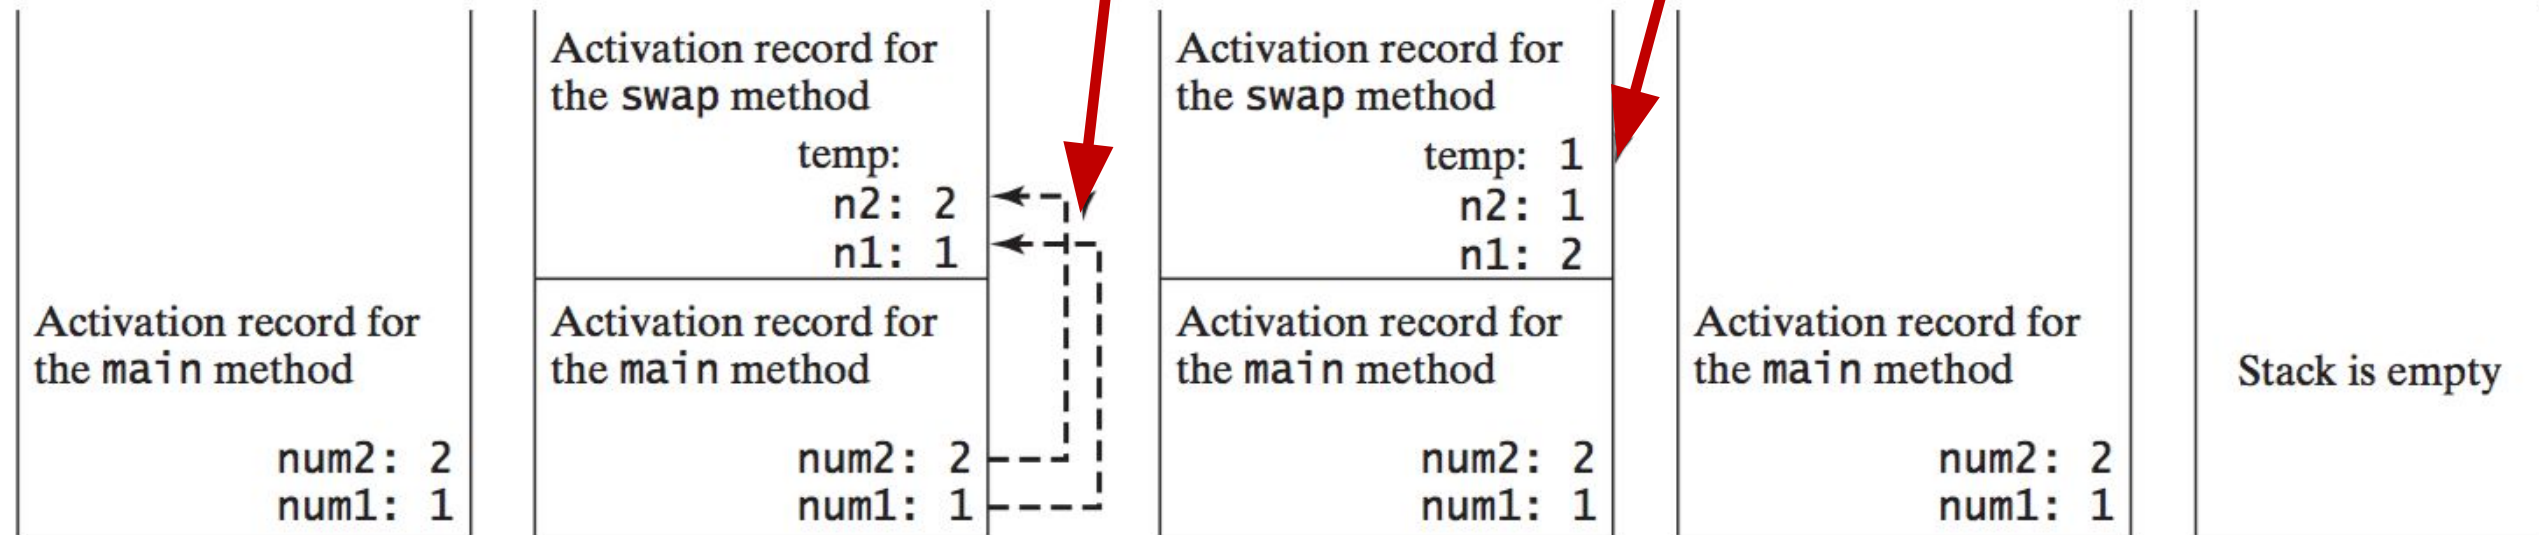 Activation record for
the main method
num2: 2
num1: 1
Activation record for
the swap method
temp:
n2: 2
n1: 1
Activation record for
the main method
num2: 2
num1: 1
Activation record for
the swap method
temp: 1
n2: 1
n1: 2
Activation record for
the main method
num2: 2
num1: 1
Activation record for
the main method
num2: 2
num1: 1
Stack is empty